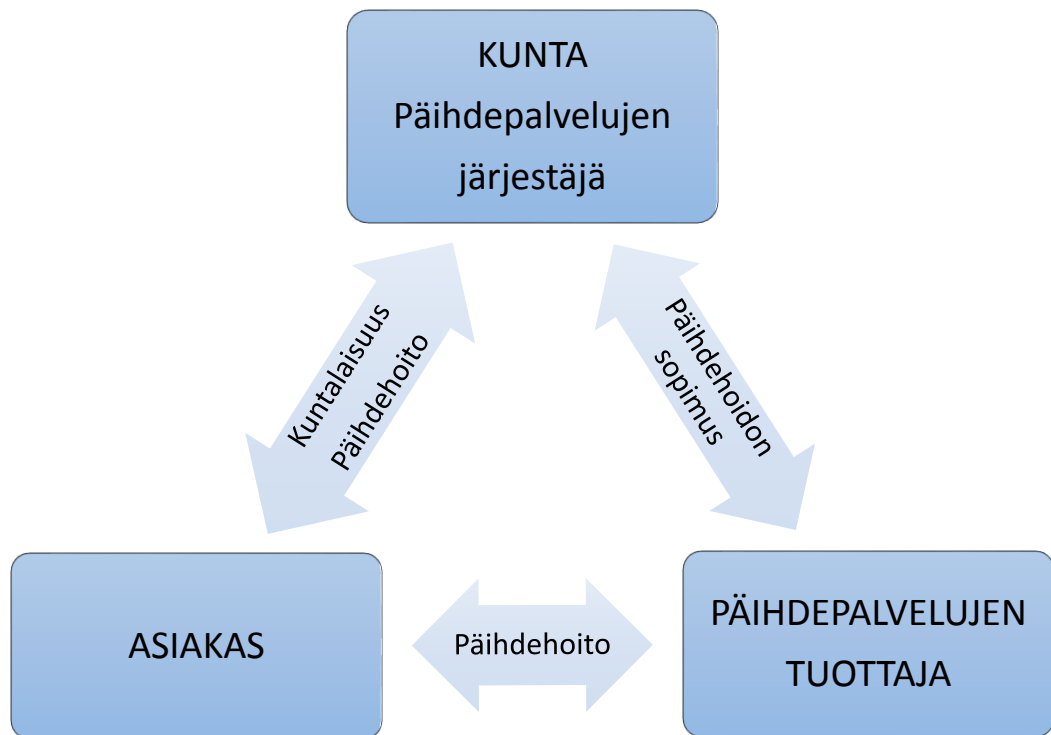 KUNTA
Päihdepalvelujen
järjestäjä
Kuntalaisuus
Päihdehoito
Päihdehoidon
sopimus
ASIAKAS
Päihdehoito
PÄIHDEPALVELUJEN
TUOTTAJA